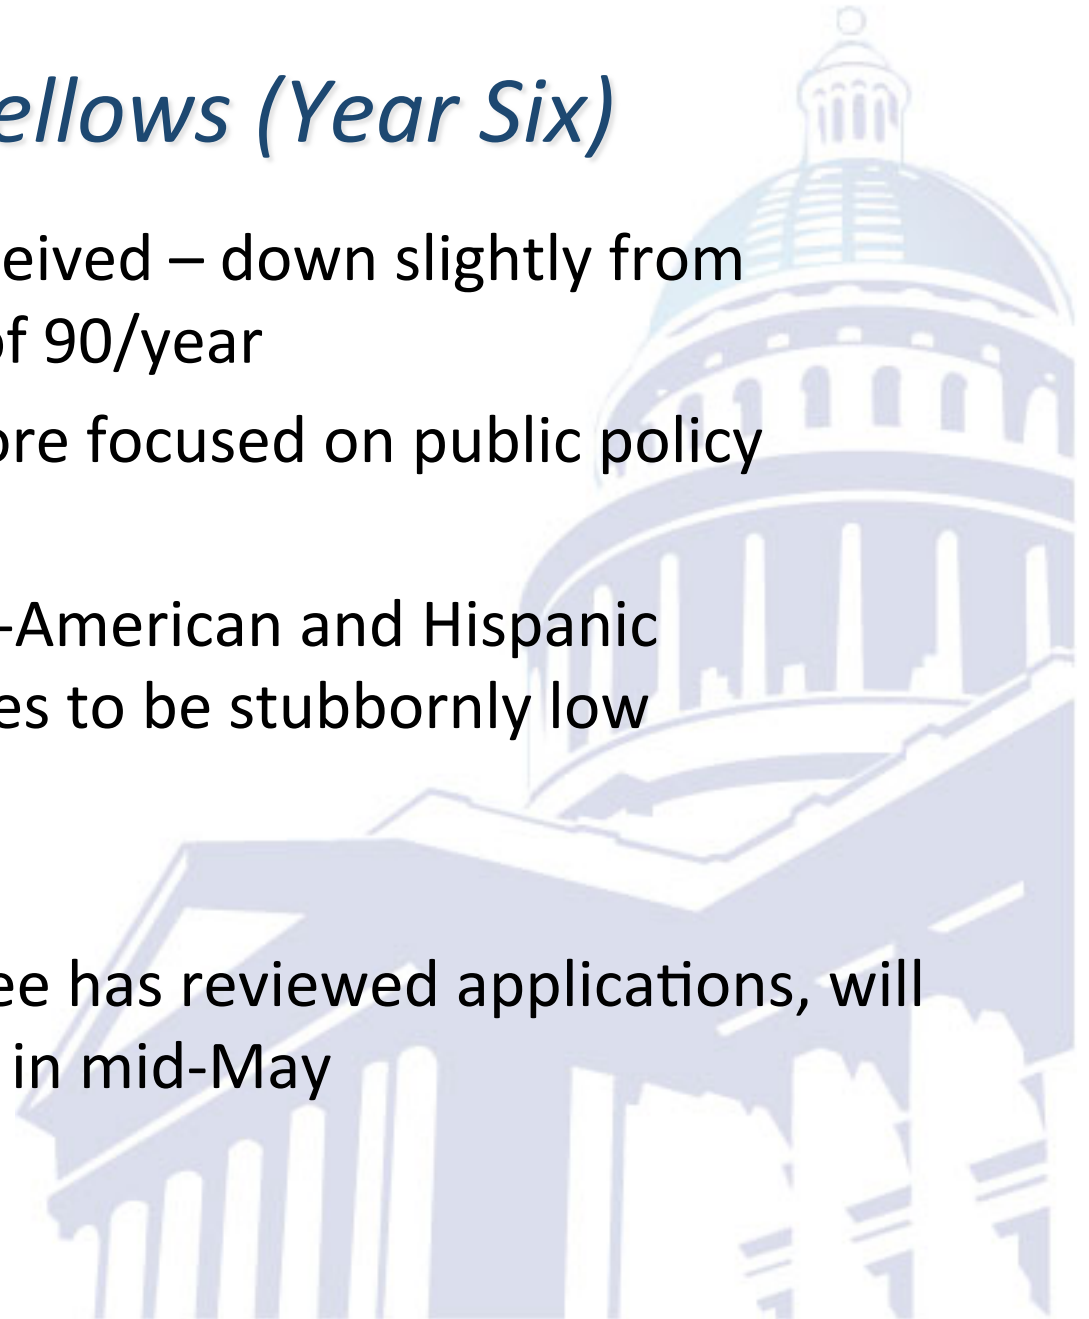 ellows (Year Six)
eived – down slightly from
of 90/year
ore focused on public policy
-American and Hispanic
es to be stubbornly low
ee has reviewed applications, will
in mid-May